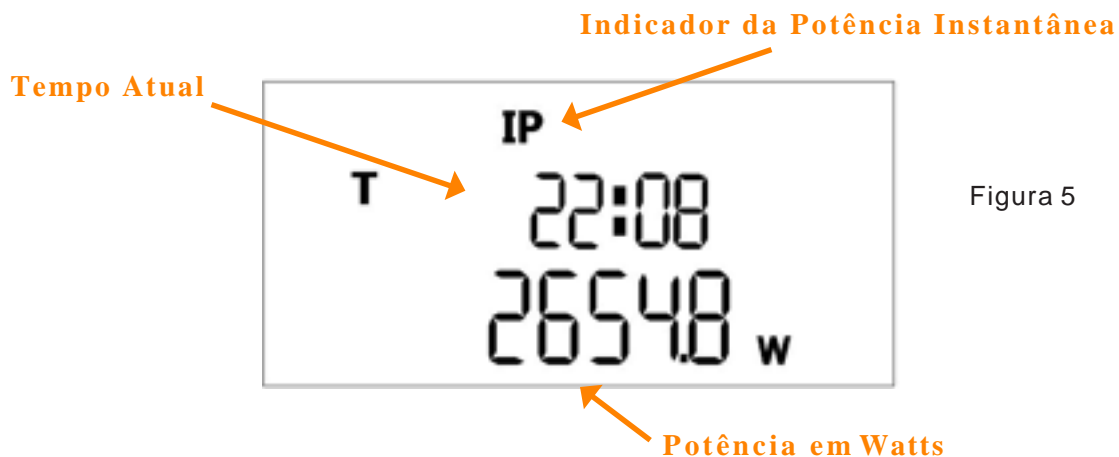 Indicador da Potência Instantânea
Tempo Atual
IP
T 22:08
Figura 5
2654.8 W
Potência em Watts